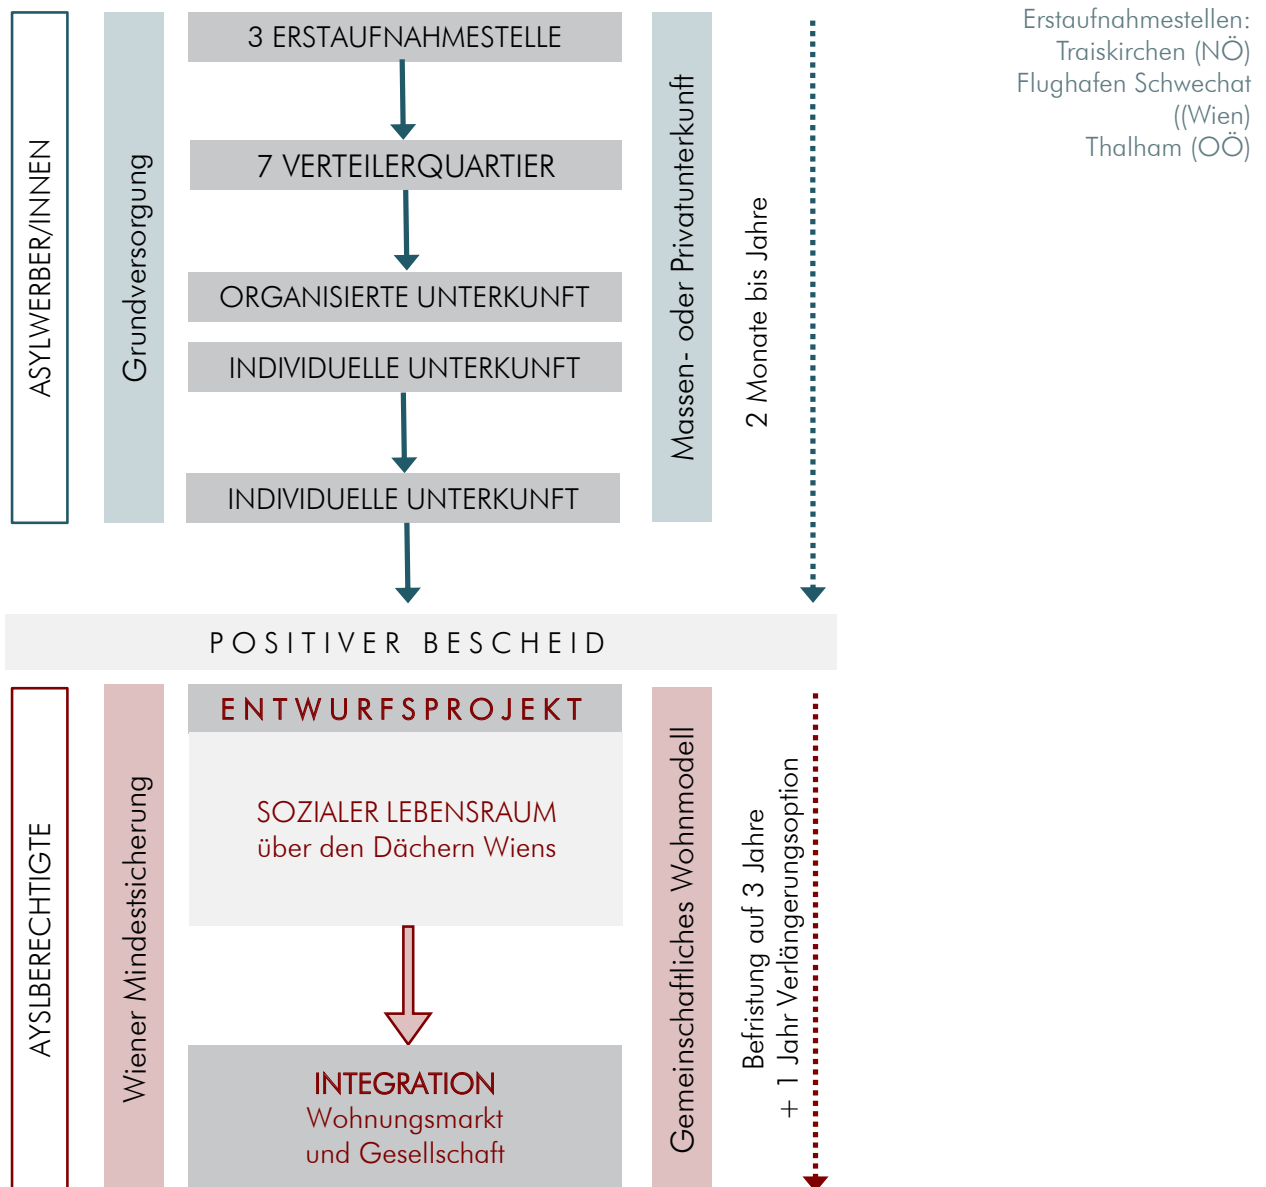 3 ERSTAUFNAHMESTELLE
7 VERTEILERQUARTIER
ORGANISIERTE UNTERKUNFT
INDIVIDUELLE UNTERKUNFT
INDIVIDUELLE UNTERKUNFT
ASYLWERBER/INNEN
Grundversorgung
Massen- oder Privatunterkunft
2 Monate bis Jahre
Erstaufnahmestellen:
Traiskirchen (NÖ)
Flughafen Schwechat
((Wien)
Thalham (OÖ)
POSITIVER BESCHEID
AYSLBERECHTIGTE
Wiener Mindestsicherung
ENTWURFSPROJEKT
SOZIALER LEBENSRAUM
über den Dächern Wiens
INTEGRATION
Wohnungsmarkt
und Gesellschaft
Gemeinschaftliches Wohnmodell
Befristung auf 3 Jahre
+ 1 Jahr Verlängerungsoption